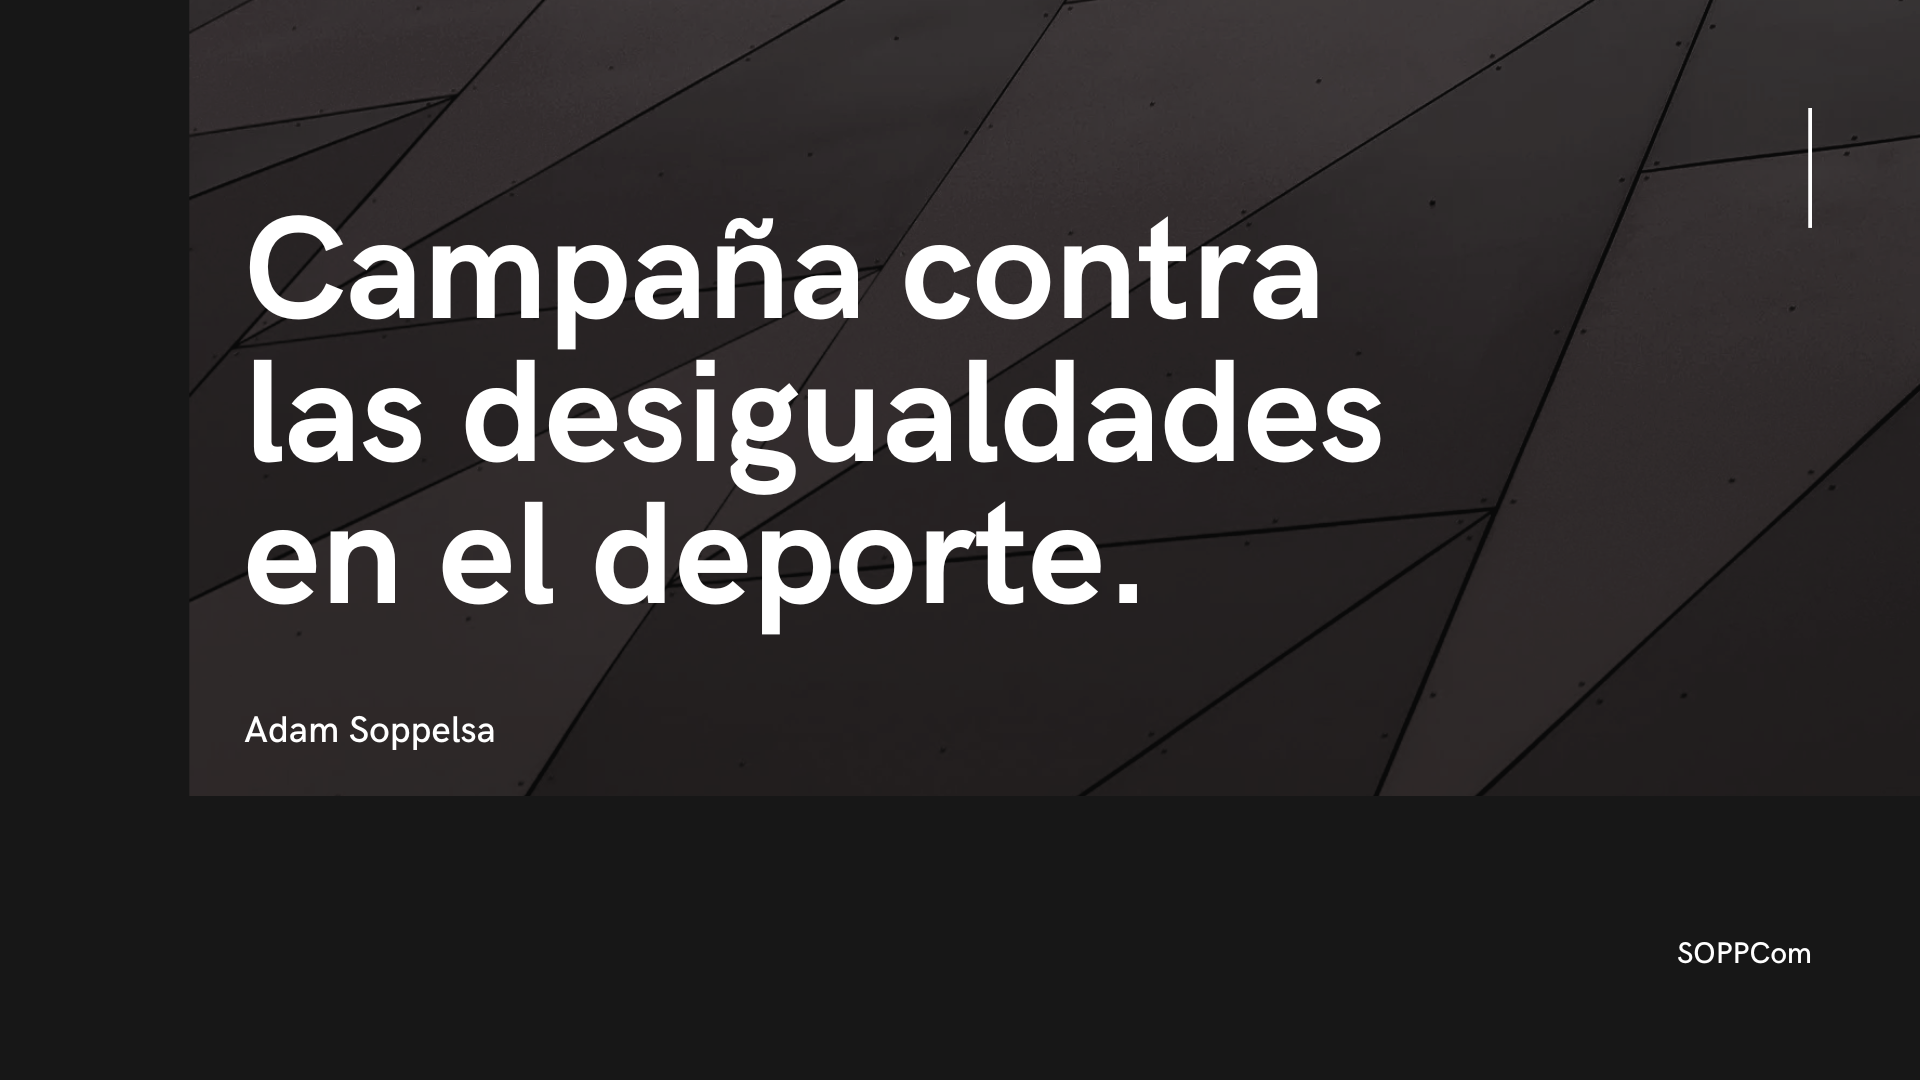 Campaña contra
las desigualdades
en el deporte.
Adam Soppelsa
SOPPCom